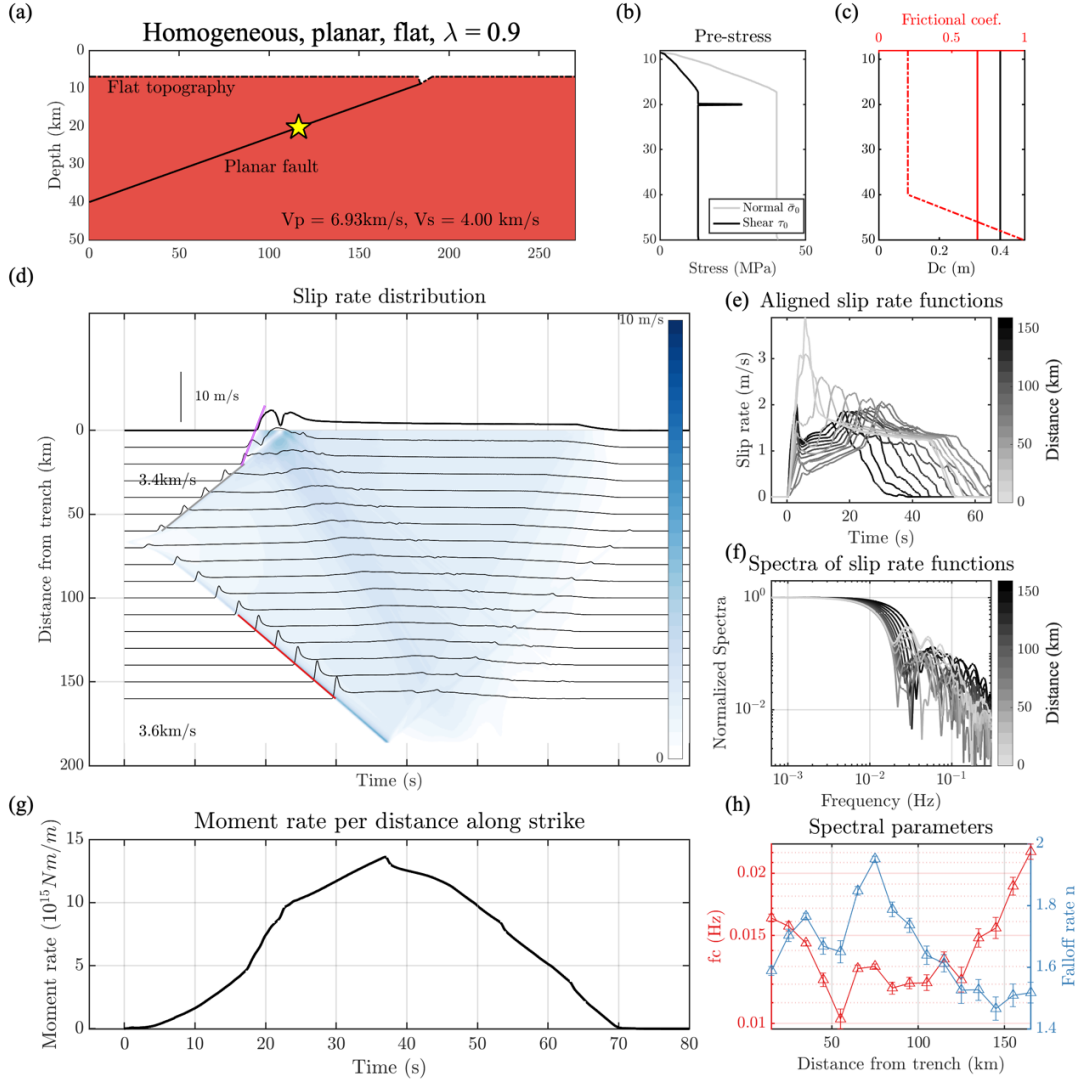 (a)
Homogeneous, planar, flat, λ = 0.9
0
10
20
30
40
50
Depth (km)
Flat topography
Planar fault
Vp = 6.93km/s, Vs = 4.00 km/s
0 50 100 150 200 250
(b)
Pre-stress
10
20
30
40
50
Normal σ̄₀
Shear τ₀
0 50
Stress (MPa)
(c)
Frictional coef.
0 0.5 1
10
20
30
40
50
0 0.2 0.4
Dc (m)
(d)
Slip rate distribution
10 m/s
10 m/s
0
0
50
100
150
200
Distance from trench (km)
3.4km/s
3.6km/s
Time (s)
(e)
Aligned slip rate functions
3
2
1
0
Slip rate (m/s)
0 20 40 60
Time (s)
150
100
50
0
Distance (km)
(f)
Spectra of slip rate functions
10⁰
10⁻²
Normalized Spectra
10⁻³ 10⁻² 10⁻¹
Frequency (Hz)
150
100
50
0
Distance (km)
(g)
Moment rate per distance along strike
15
10
5
0
Moment rate (10¹⁵Nm/m)
0 10 20 30 40 50 60 70 80
Time (s)
(h)
Spectral parameters
0.02
0.015
0.01
fc (Hz)
2
1.8
1.6
1.4
Falloff rate n
50 100 150
Distance from trench (km)